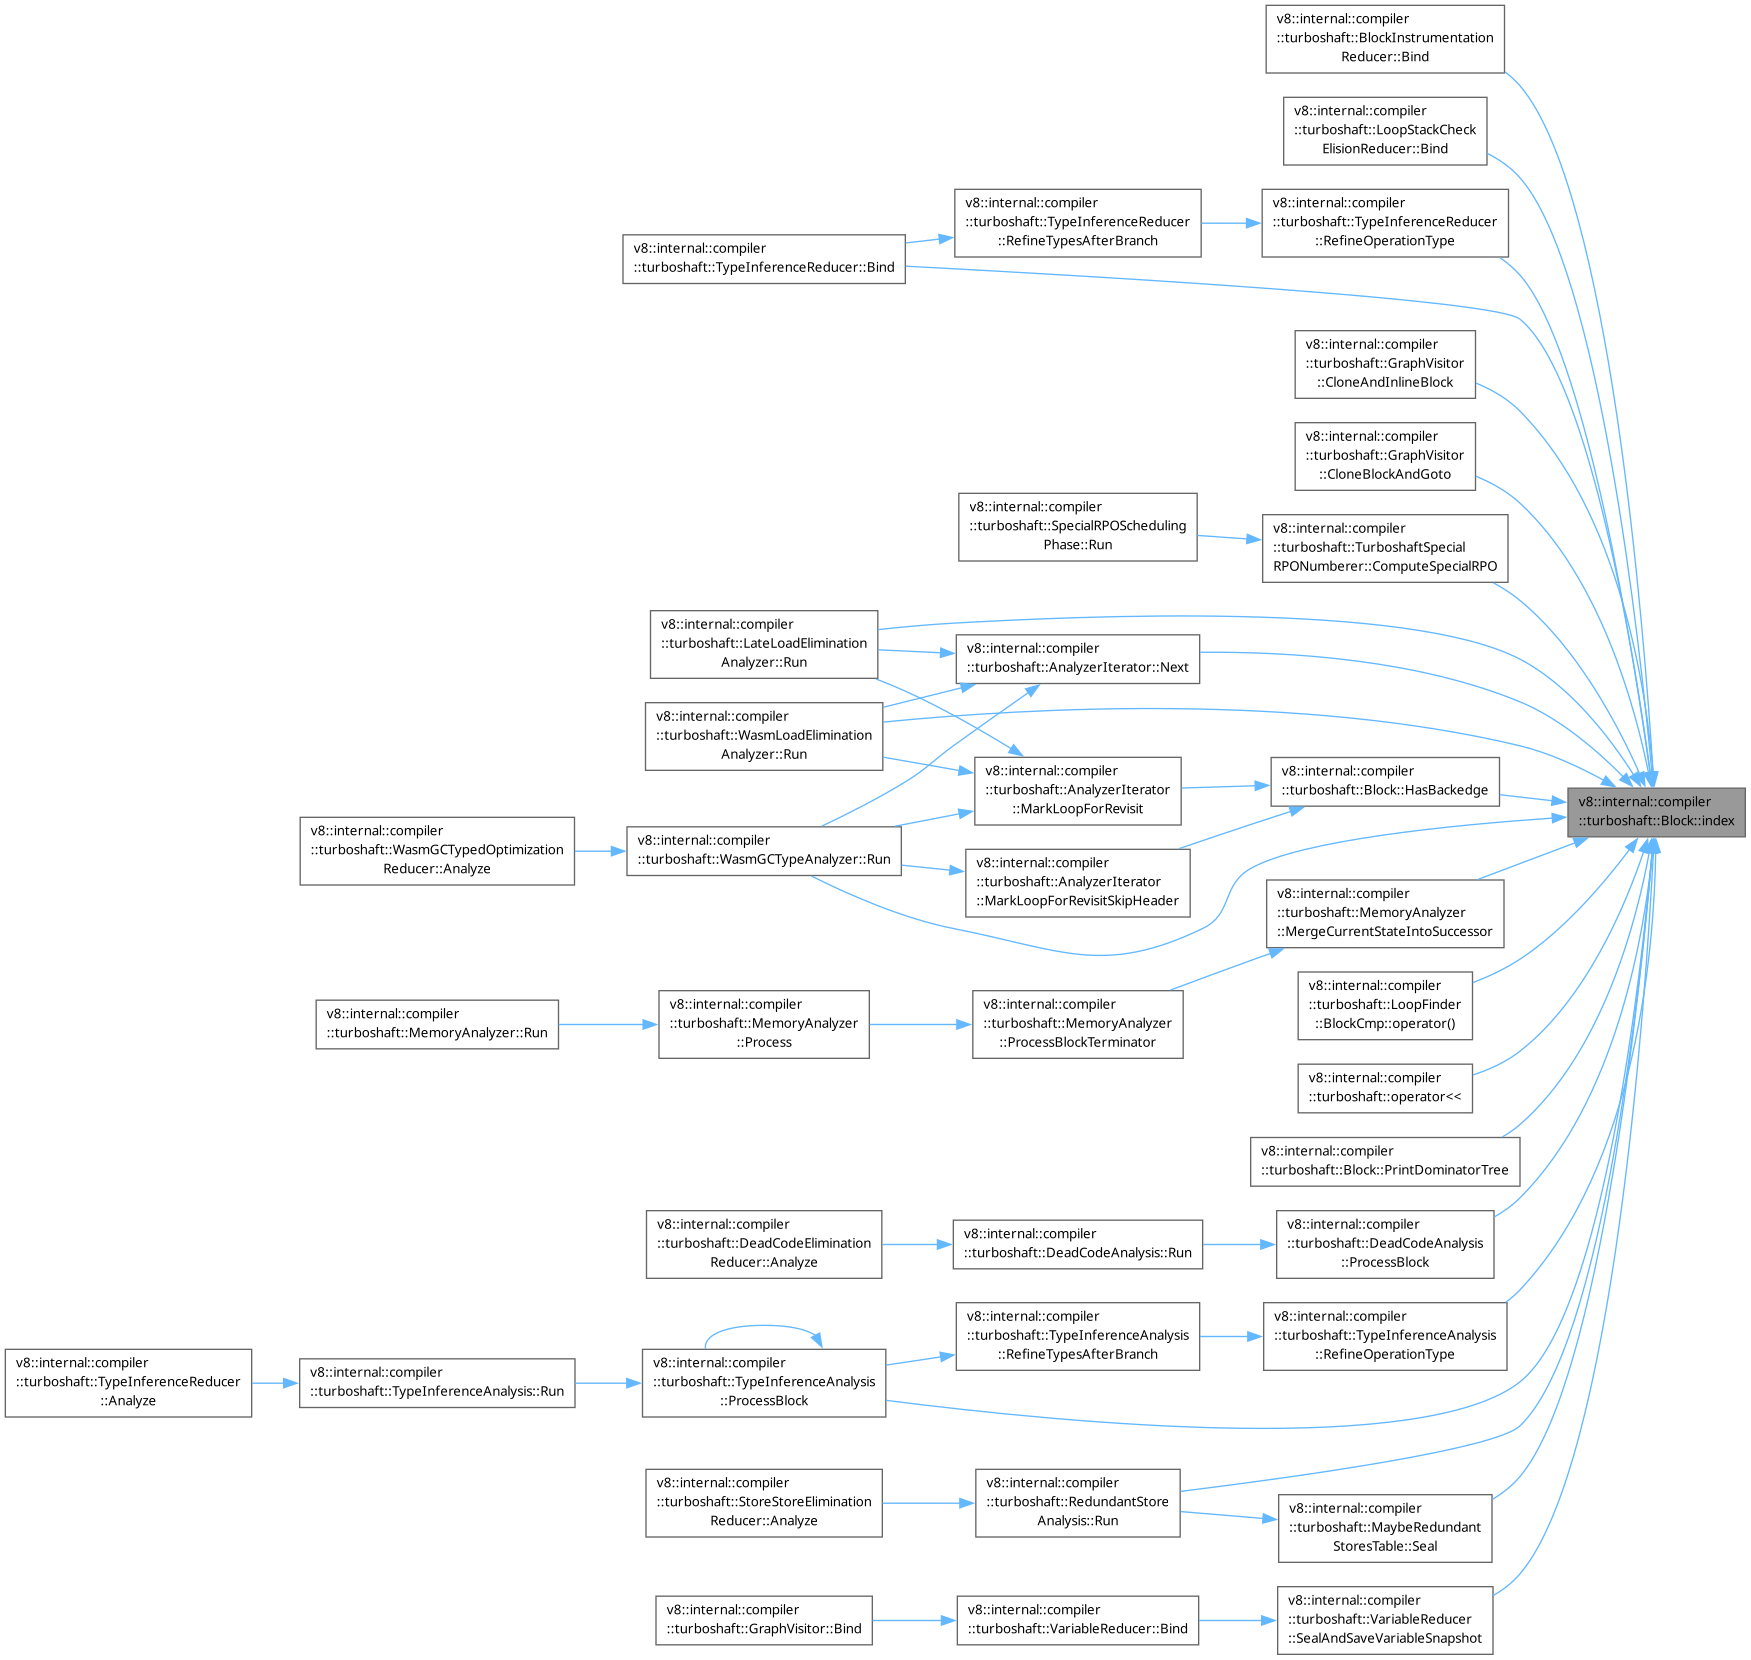 v8::internal::compiler
::turboshaft::BlockInstrumentation
Reducer::Bind
v8::internal::compiler
::turboshaft::LoopStackCheck
ElisionReducer::Bind
v8::internal::compiler
::turboshaft::TypeInferenceReducer
::RefineTypesAfterBranch
v8::internal::compiler
::turboshaft::TypeInferenceReducer
::RefineOperationType
v8::internal::compiler
::turboshaft::TypeInferenceReducer::Bind
v8::internal::compiler
::turboshaft::GraphVisitor
::CloneAndInlineBlock
v8::internal::compiler
::turboshaft::GraphVisitor
::CloneBlockAndGoto
v8::internal::compiler
::turboshaft::SpecialRPOScheduling
Phase::Run
v8::internal::compiler
::turboshaft::TurboshaftSpecial
RPONumberer::ComputeSpecialRPO
v8::internal::compiler
::turboshaft::LateLoadElimination
Analyzer::Run
v8::internal::compiler
::turboshaft::AnalyzerIterator::Next
v8::internal::compiler
::turboshaft::WasmLoadElimination
Analyzer::Run
v8::internal::compiler
::turboshaft::AnalyzerIterator
::MarkLoopForRevisit
v8::internal::compiler
::turboshaft::Block::HasBackedge
v8::internal::compiler
::turboshaft::Block::index
v8::internal::compiler
::turboshaft::WasmGCTypedOptimization
Reducer::Analyze
v8::internal::compiler
::turboshaft::WasmGCTypeAnalyzer::Run
v8::internal::compiler
::turboshaft::AnalyzerIterator
::MarkLoopForRevisitSkipHeader
v8::internal::compiler
::turboshaft::MemoryAnalyzer
::MergeCurrentStateIntoSuccessor
v8::internal::compiler
::turboshaft::LoopFinder
::BlockCmp::operator()
v8::internal::compiler
::turboshaft::MemoryAnalyzer::Run
v8::internal::compiler
::turboshaft::MemoryAnalyzer
::Process
v8::internal::compiler
::turboshaft::MemoryAnalyzer
::ProcessBlockTerminator
v8::internal::compiler
::turboshaft::operator<<
v8::internal::compiler
::turboshaft::Block::PrintDominatorTree
v8::internal::compiler
::turboshaft::DeadCodeElimination
Reducer::Analyze
v8::internal::compiler
::turboshaft::DeadCodeAnalysis::Run
v8::internal::compiler
::turboshaft::DeadCodeAnalysis
::ProcessBlock
v8::internal::compiler
::turboshaft::TypeInferenceAnalysis
::RefineTypesAfterBranch
v8::internal::compiler
::turboshaft::TypeInferenceAnalysis
::RefineOperationType
v8::internal::compiler
::turboshaft::TypeInferenceReducer
::Analyze
v8::internal::compiler
::turboshaft::TypeInferenceAnalysis::Run
v8::internal::compiler
::turboshaft::TypeInferenceAnalysis
::ProcessBlock
v8::internal::compiler
::turboshaft::StoreStoreElimination
Reducer::Analyze
v8::internal::compiler
::turboshaft::RedundantStore
Analysis::Run
v8::internal::compiler
::turboshaft::MaybeRedundant
StoresTable::Seal
v8::internal::compiler
::turboshaft::GraphVisitor::Bind
v8::internal::compiler
::turboshaft::VariableReducer::Bind
v8::internal::compiler
::turboshaft::VariableReducer
::SealAndSaveVariableSnapshot